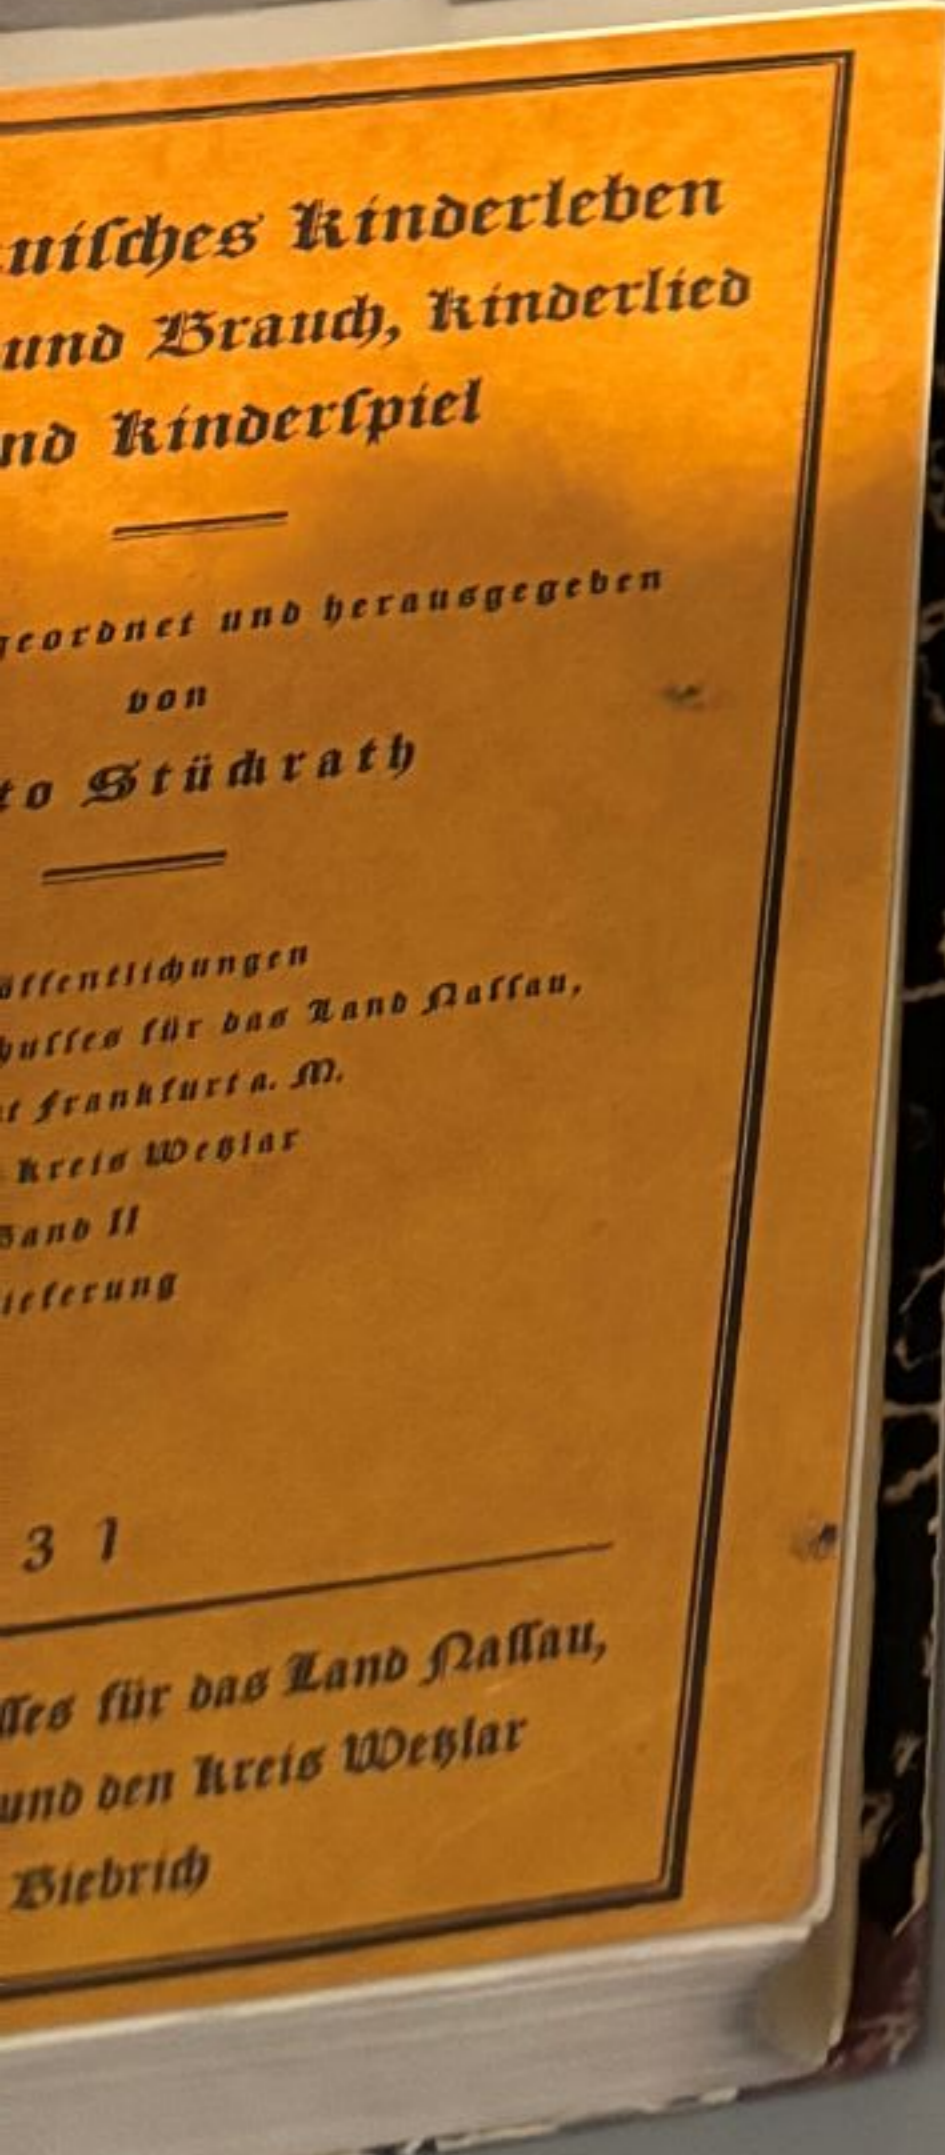 uiſches Kinderleben
und Brauch, Kinderlied
nd Kinderſpiel
geordnet und herausgegeben
von
to Stückrath
öffentlichungen
huſſes für das Land Naſſau,
t Frankfurt a. M.
Kreis Wetzlar
Band II
ieferung
3 1
ſſes für das Land Naſſau,
und den Kreis Wetzlar
Biebrich